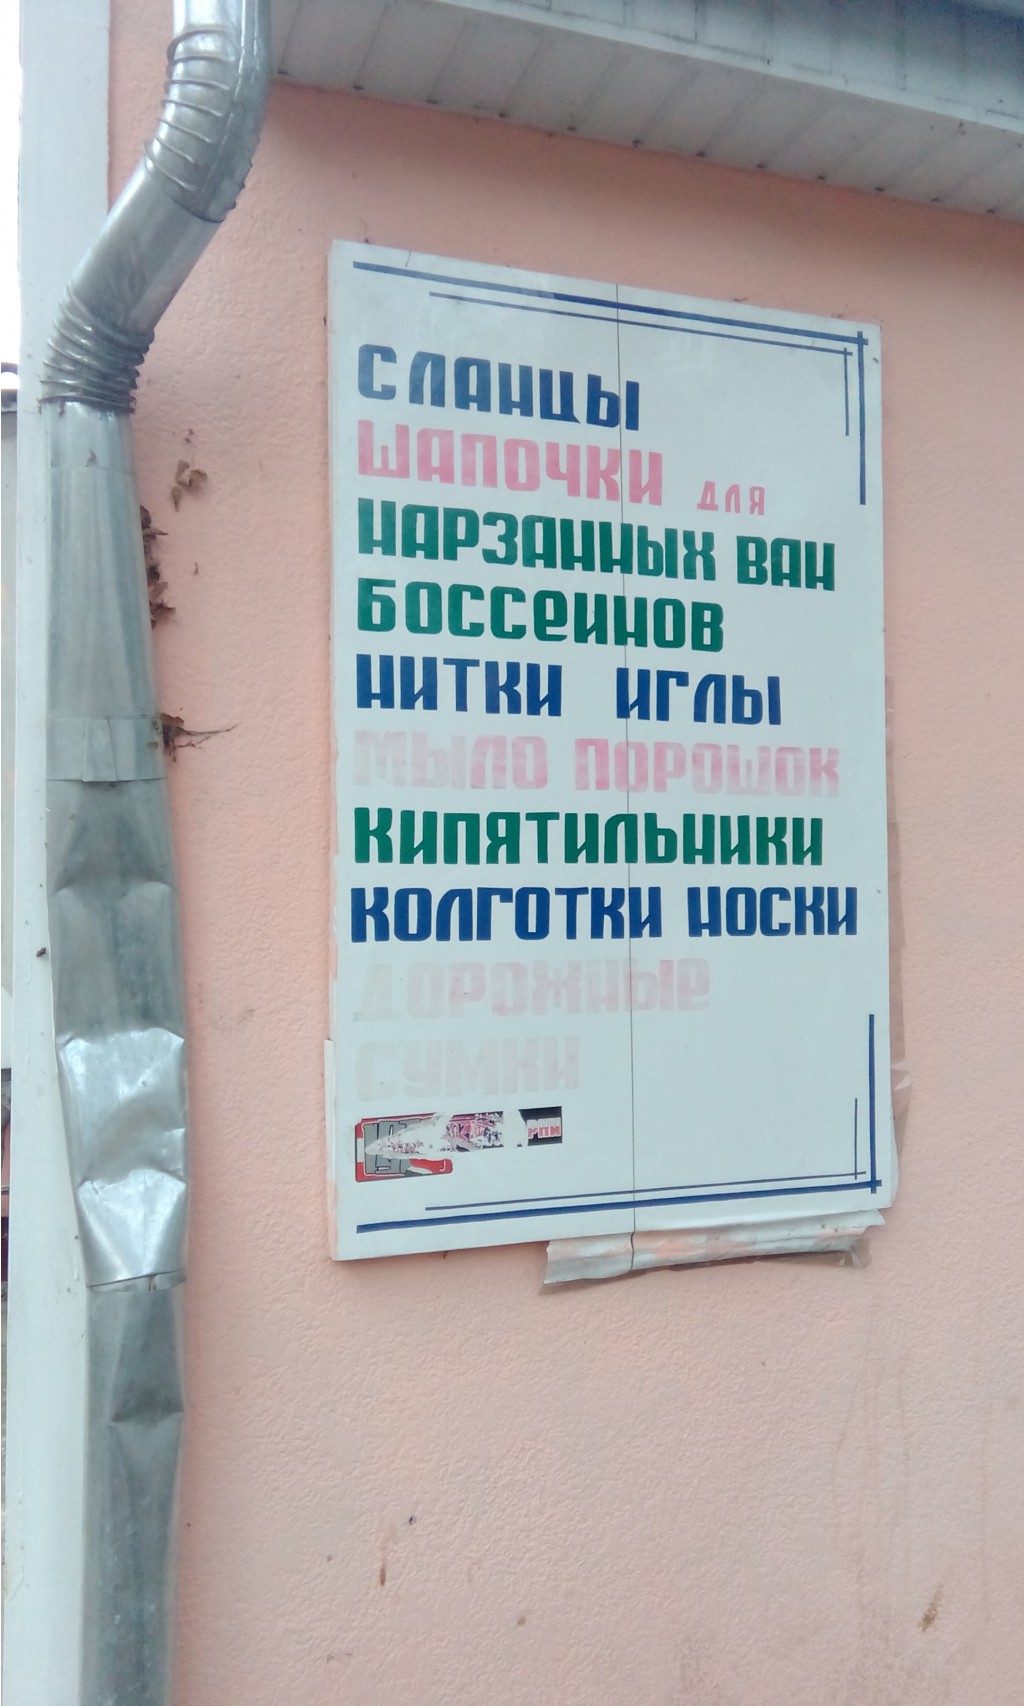 СЛАНЦЫ
ШАПОЧКИ ДЛЯ
НАРЗАННЫХ ВАН
БОССЕИНОВ
НИТКИ ИГЛЫ
МЫЛО ПОРОШОК
КИПЯТИЛЬНИКИ
КОЛГОТКИ НОСКИ
ДОРОЖНЫЕ
СУМКИ